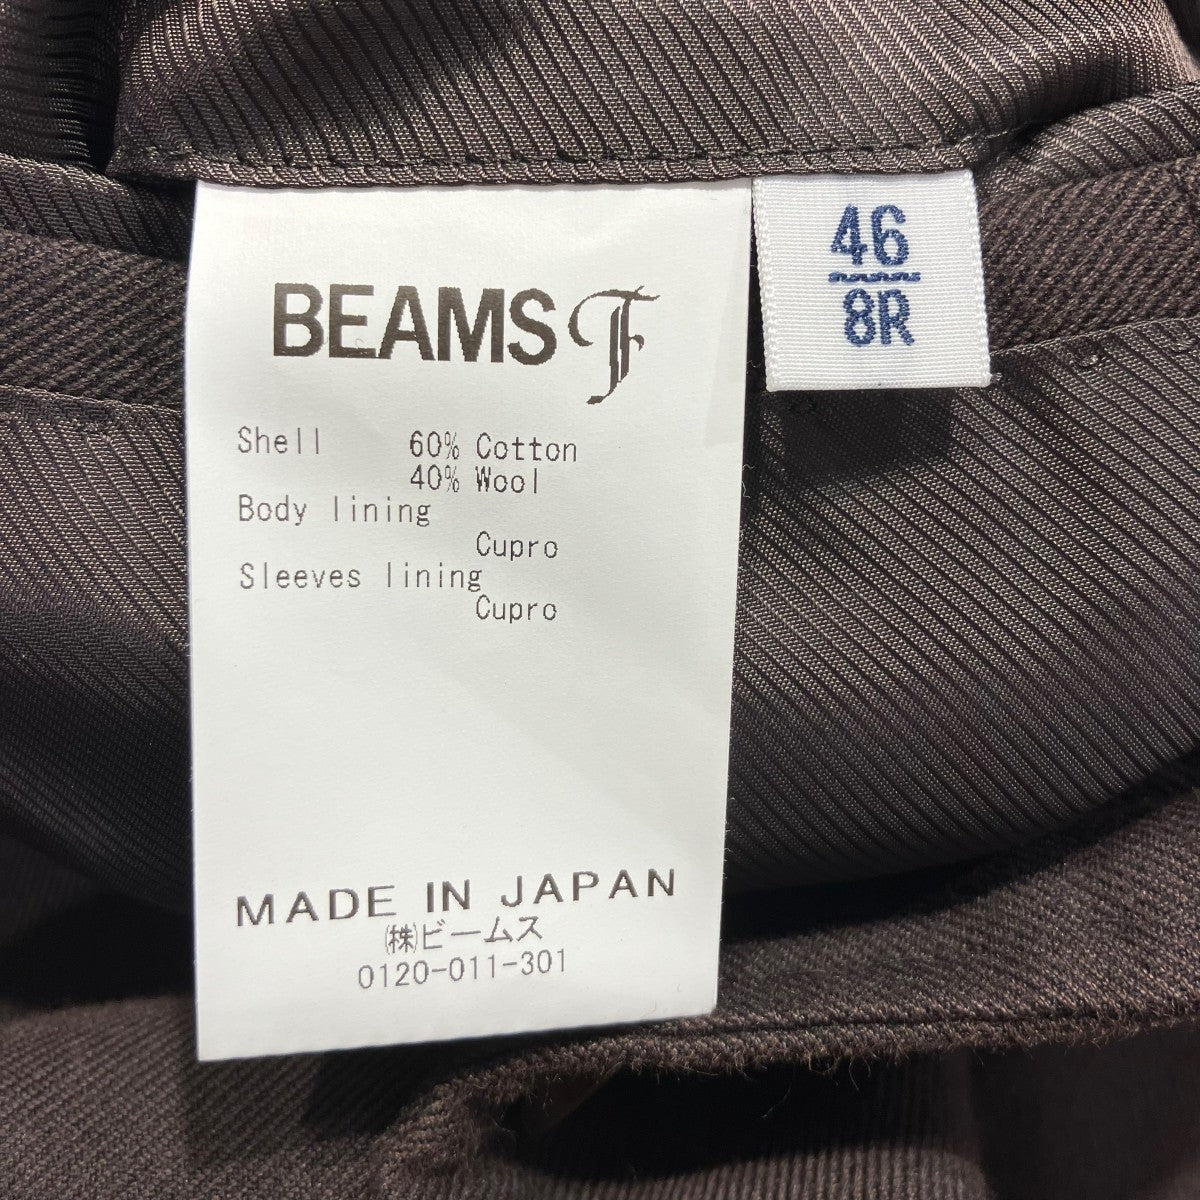 BEAMS F
46
8R
Shell 60% Cotton
40% Wool
Body lining
Cupro
Sleeves lining
Cupro
MADE IN JAPAN
㈱ビームス
0120-011-301